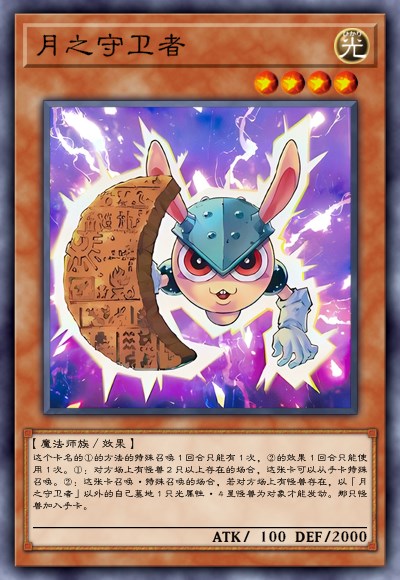 月之守卫者
ひかり
光
【魔法师族/效果】
这个卡名的①的方法的特殊召唤1回合只能有1次，②的效果1回合只能使
用1次。①：对方场上有怪兽2只以上存在的场合，这张卡可以从手卡特殊
召唤。②：这张卡召唤·特殊召唤的场合，若对方场上有怪兽存在，以「月
之守卫者」以外的自己墓地1只光属性·4星怪兽为对象才能发动。那只怪
兽加入手卡。
ATK/ 100 DEF/2000